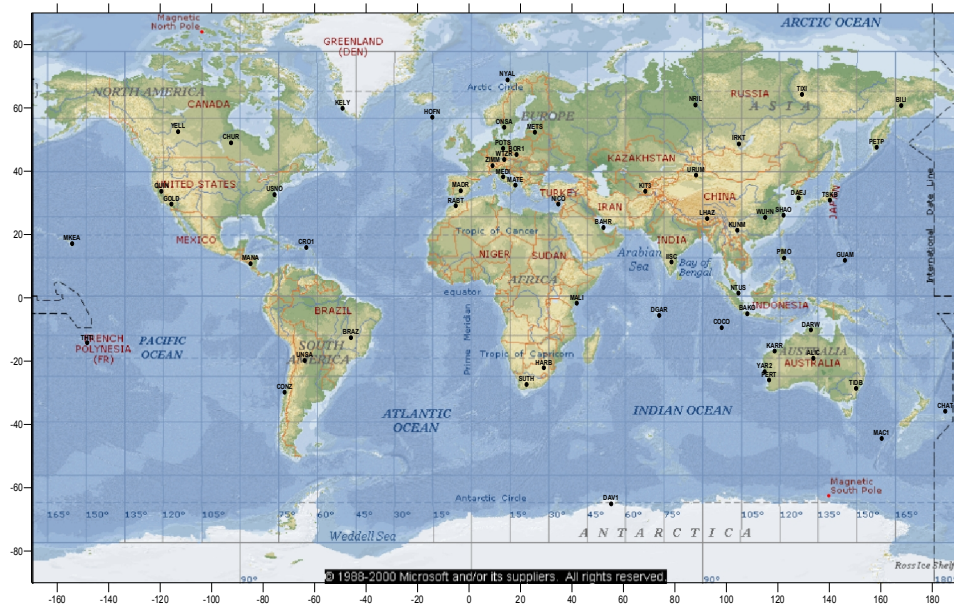 Magnetic
North Pole
ARCTIC OCEAN
80
GREENLAND
(DEN)
NYAL
Arctic Circle
NORTH AMERICA
CANADA
KELY
HOFN
EUROPE
RUSSIA
ASIA
TIXI
BILI
NRIL
60
YELL
CHUR
ONSA
METS
IRKT
PETP
POTS
BOR1
WTZR
ZIMM
KAZAKHSTAN
40
MEDI
URUM
UNITED STATES
USNO
GOLD
MADR
MATE
RABT
TURKEY
NICO
KIT3
IRAN
CHINA
DAEJ
TSKB
JAPAN
SHAO
WUHN
LHAZ
KUNM
BAHR
20
MKEA
MEXICO
CRO1
MANA
Tropic of Cancer
NIGER
SUDAN
Arabian
Sea
INDIA
IISC
Bay of
Bengal
PIMO
GUAM
International Date Line
AFRICA
0
equator
MALI
NTUS
BAKO
INDONESIA
BRAZIL
Prime Meridian
DGAR
COCO
DARW
FRENCH
POLYNESIA
(FR)
PACIFIC
OCEAN
BRAZ
SOUTH
AMERICA
UNSA
-20
Tropic of Capricorn
HARB
KARR
AUSTRALIA
ALIC
AUSTRALIA
YAR2
PERT
SUTH
CONZ
TIDB
-40
ATLANTIC
OCEAN
INDIAN OCEAN
CHAT
MAC1
-60
Antarctic Circle
DAV1
Magnetic
South Pole
165° 150° 135° 120° 105° 90° 75° 60° 45° 30° 15° 0° 15° 30° 45° 60° 75° 90° 105° 120° 135° 150° 165°
Weddell Sea
ANTARCTICA
-80
Ross Ice Shelf
90° 90° 180°
© 1988-2000 Microsoft and/or its suppliers. All rights reserved.
-160 -140 -120 -100 -80 -60 -40 -20 0 20 40 60 80 100 120 140 160 180